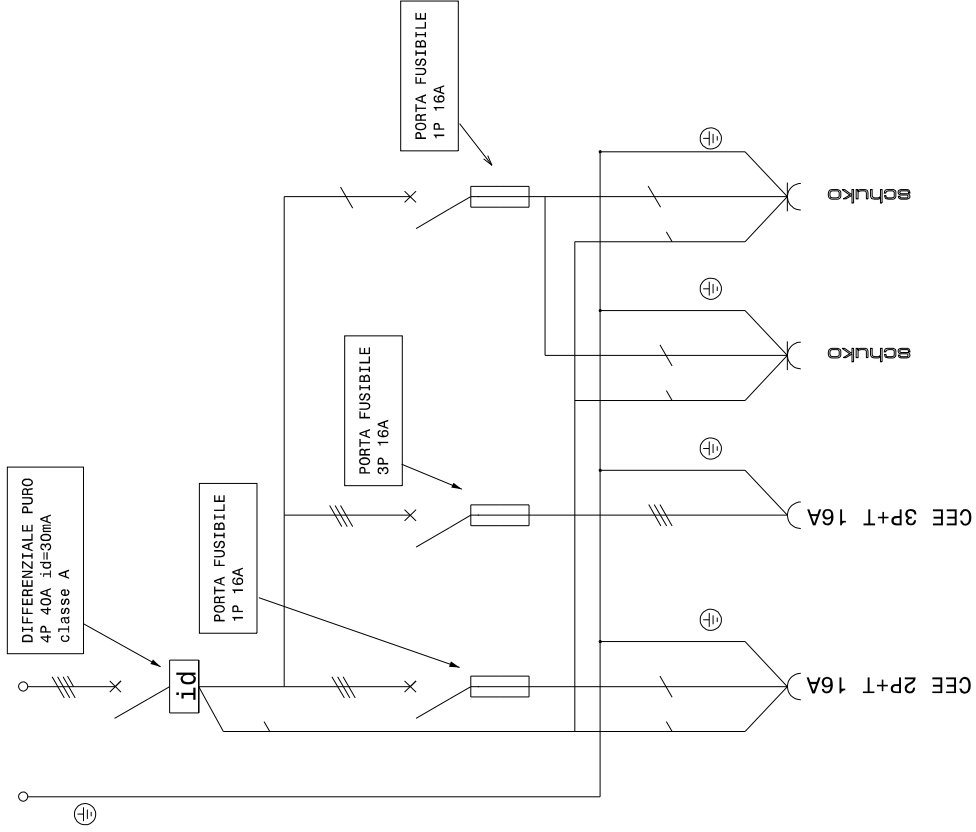 PORTA FUSIBILE
1P 16A
schuko
schuko
PORTA FUSIBILE
3P 16A
CEE 3P+T 16A
DIFFERENZIALE PURO
4P 40A id=30mA
classe A
PORTA FUSIBILE
1P 16A
id
CEE 2P+T 16A